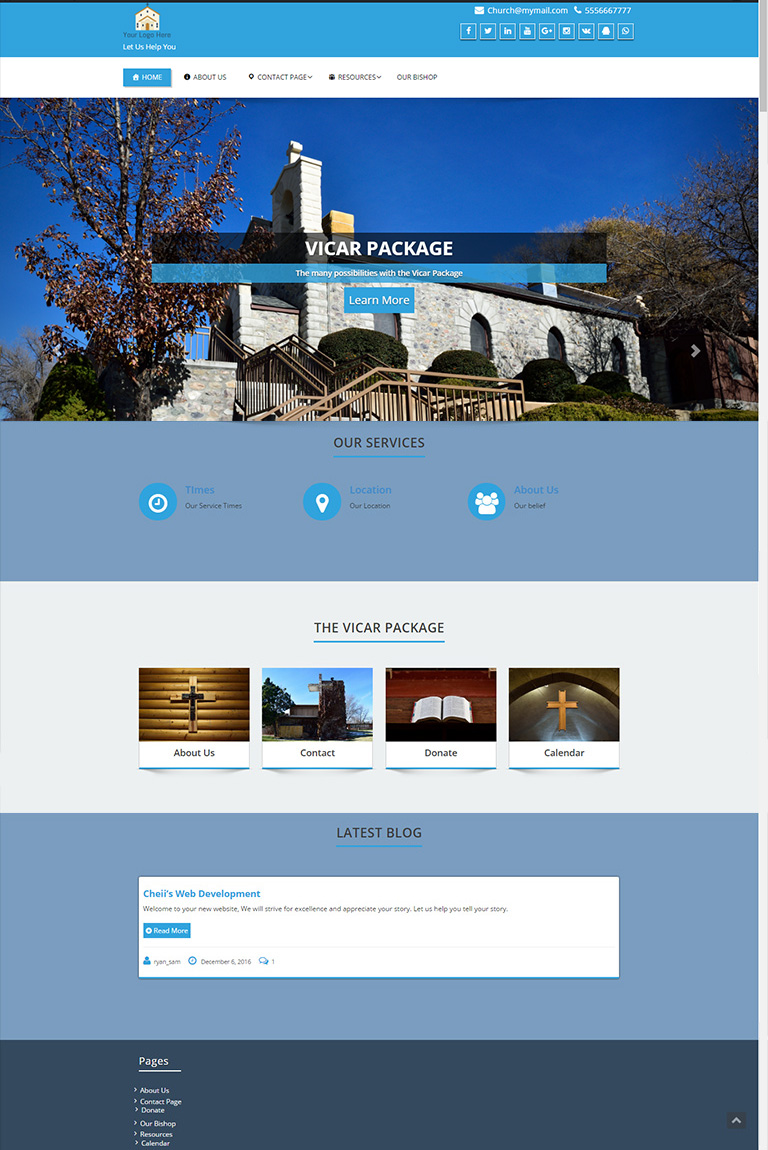 Your Logo Here
Let Us Help You
Church@mymail.com 5556667777
HOME ABOUT US CONTACT PAGE RESOURCES OUR BISHOP
VICAR PACKAGE
The many possibilities with the Vicar Package
Learn More
OUR SERVICES
Times Location About Us
Our Service Times Our Location Our belief
THE VICAR PACKAGE
About Us Contact Donate Calendar
LATEST BLOG
Cheii's Web Development
Welcome to your new website, We will strive for excellence and appreciate your story. Let us help you tell your story.
Read More
ryan_sam December 6, 2016 1
Pages
About Us
Contact Page
Donate
Our Bishop
Resources
Calendar